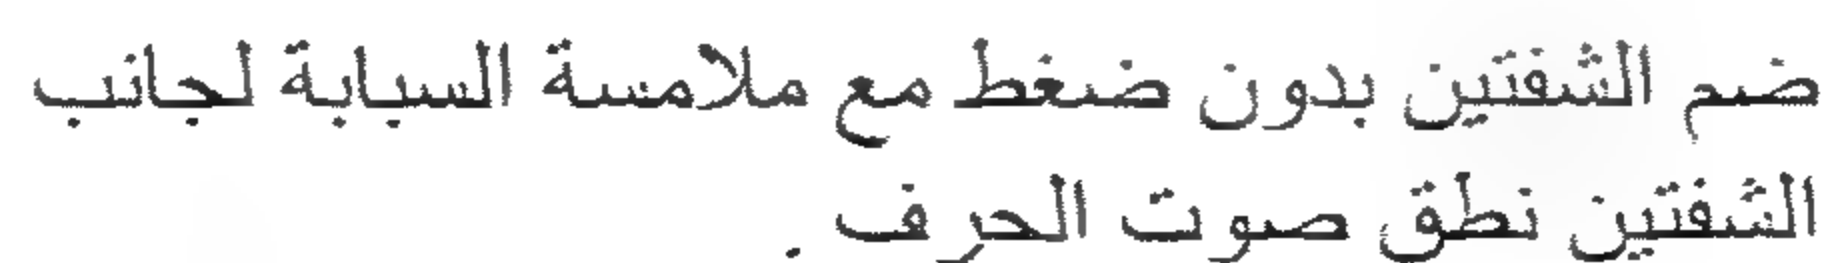 ضم الشفتين بدون ضغط مع ملامسة السبابة لجانب
الشفتين نطق صوت الحرف .